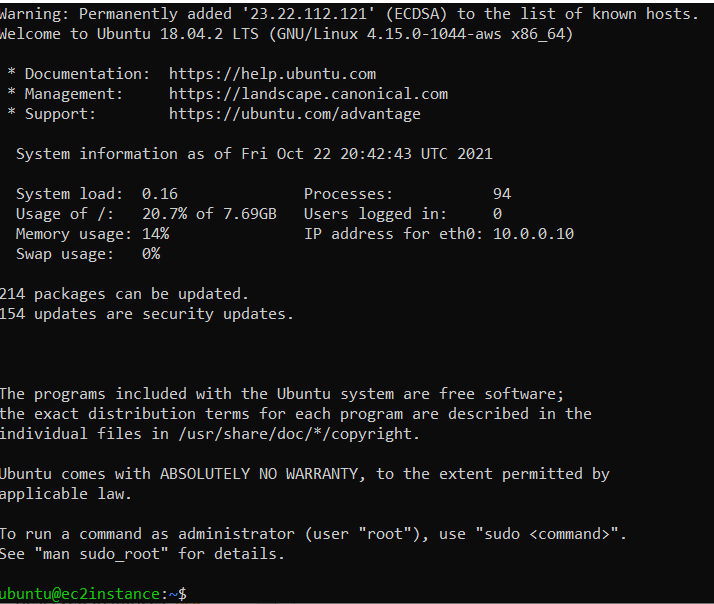 Warning: Permanently added '23.22.112.121' (ECDSA) to the list of known hosts.
Welcome to Ubuntu 18.04.2 LTS (GNU/Linux 4.15.0-1044-aws x86_64)

 * Documentation:  https://help.ubuntu.com
 * Management:     https://landscape.canonical.com
 * Support:        https://ubuntu.com/advantage

  System information as of Fri Oct 22 20:42:43 UTC 2021

  System load:  0.16              Processes:           94
  Usage of /:   20.7% of 7.69GB   Users logged in:     0
  Memory usage: 14%               IP address for eth0: 10.0.0.10
  Swap usage:   0%

214 packages can be updated.
154 updates are security updates.

The programs included with the Ubuntu system are free software;
the exact distribution terms for each program are described in the
individual files in /usr/share/doc/*/copyright.

Ubuntu comes with ABSOLUTELY NO WARRANTY, to the extent permitted by
applicable law.

To run a command as administrator (user "root"), use "sudo <command>".
See "man sudo_root" for details.

ubuntu@ec2instance:~$